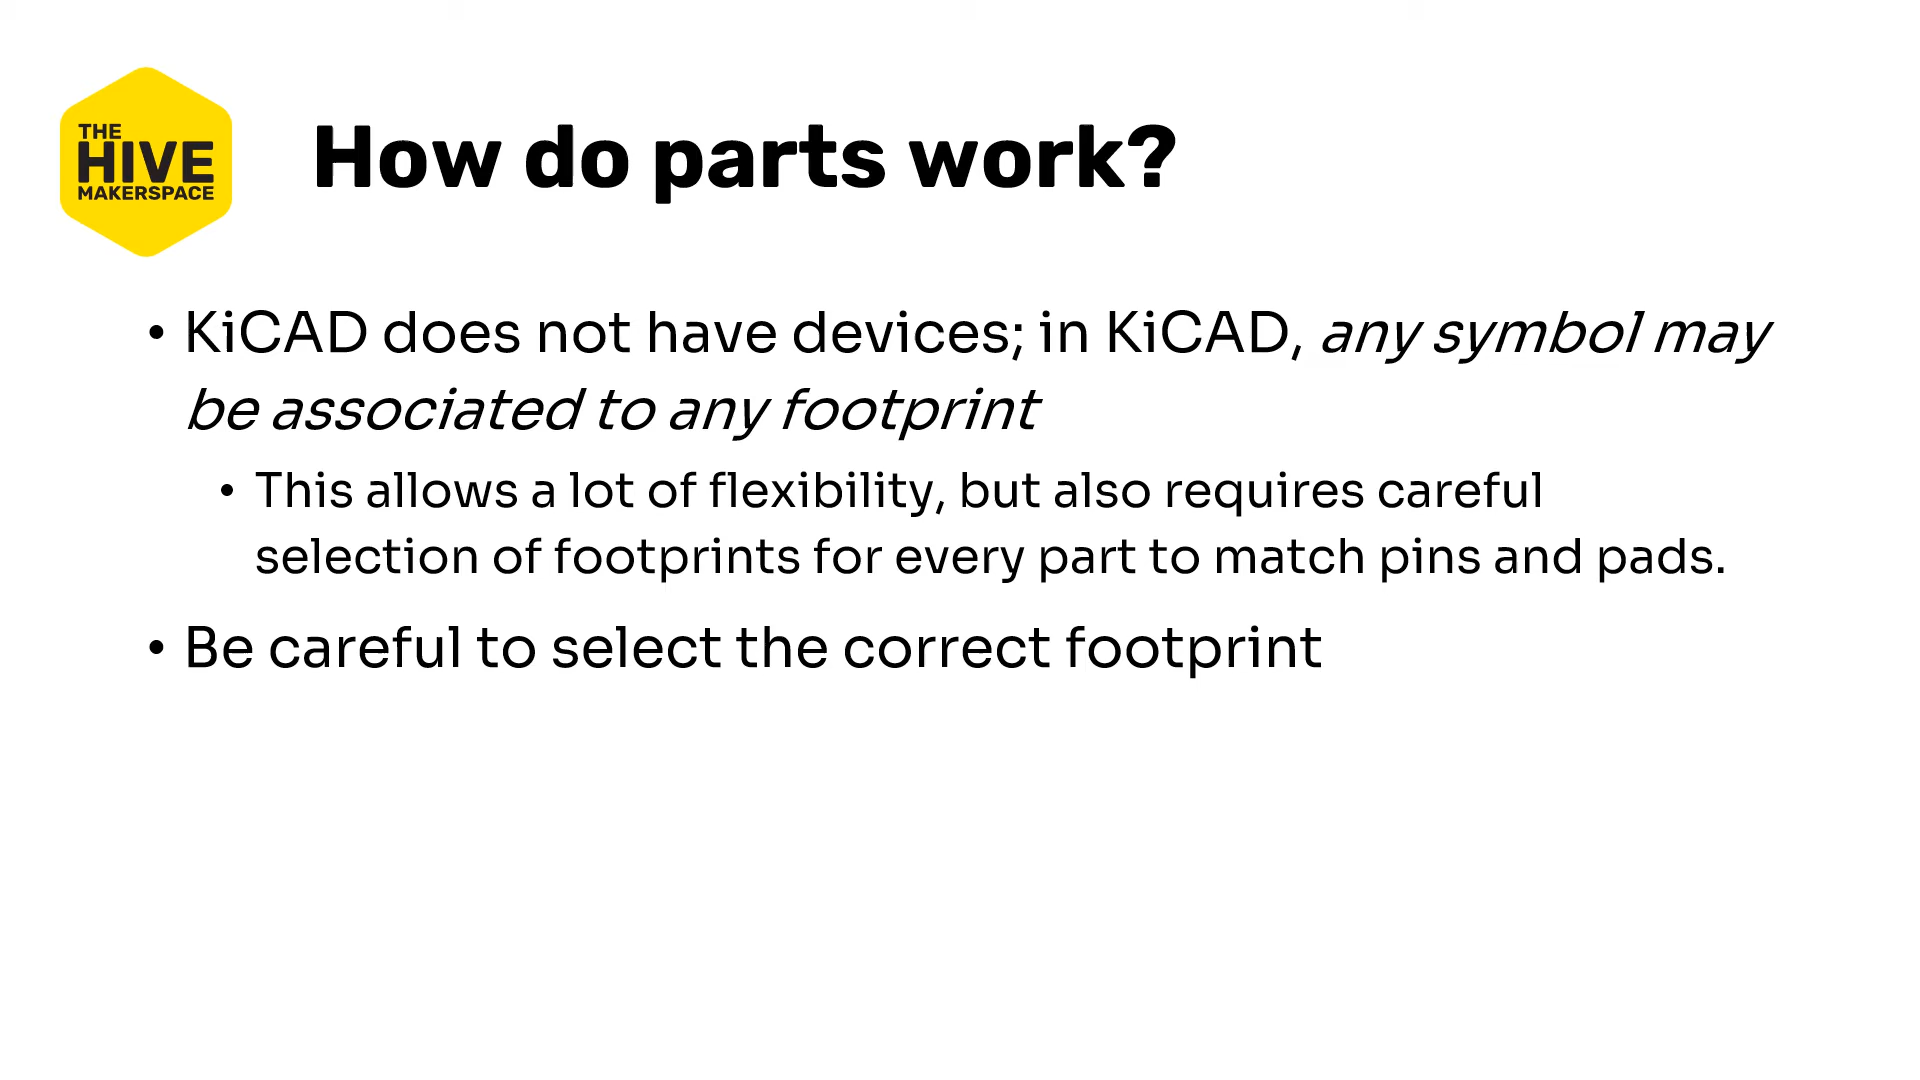 THE
HIVE
MAKERSPACE
How do parts work?
• KiCAD does not have devices; in KiCAD, any symbol may
be associated to any footprint
• This allows a lot of flexibility, but also requires careful
selection of footprints for every part to match pins and pads.
• Be careful to select the correct footprint